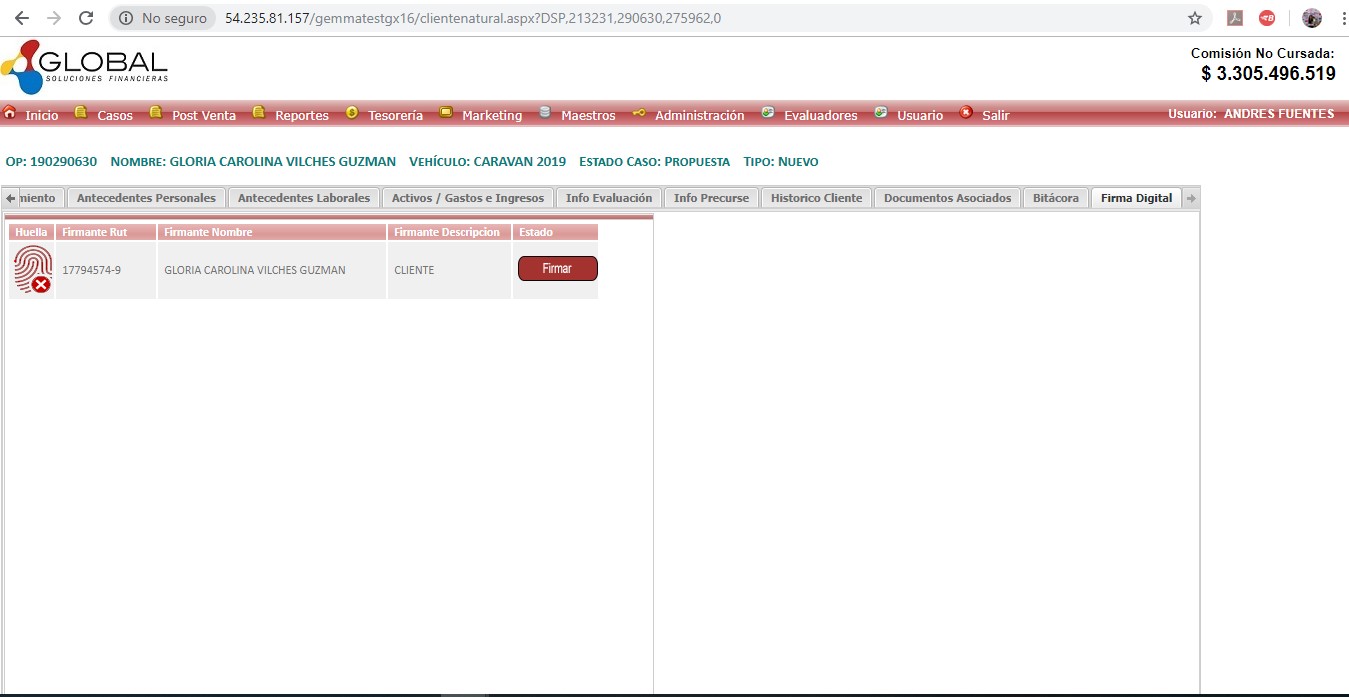 No seguro 54.235.81.157/gemmatestgx16/clientenatural.aspx?DSP,213231,290630,275962,0
GLOBAL
SOLUCIONES FINANCIERAS
Comisión No Cursada:
$ 3.305.496.519
Inicio Casos Post Venta Reportes Tesorería Marketing Maestros Administración Evaluadores Usuario Salir Usuario: ANDRES FUENTES
OP: 190290630 NOMBRE: GLORIA CAROLINA VILCHES GUZMAN VEHÍCULO: CARAVAN 2019 ESTADO CASO: PROPUESTA TIPO: NUEVO
miento Antecedentes Personales Antecedentes Laborales Activos / Gastos e Ingresos Info Evaluación Info Precurse Historico Cliente Documentos Asociados Bitácora Firma Digital
Huella Firmante Rut Firmante Nombre Firmante Descripcion Estado
17794574-9 GLORIA CAROLINA VILCHES GUZMAN CLIENTE Firmar